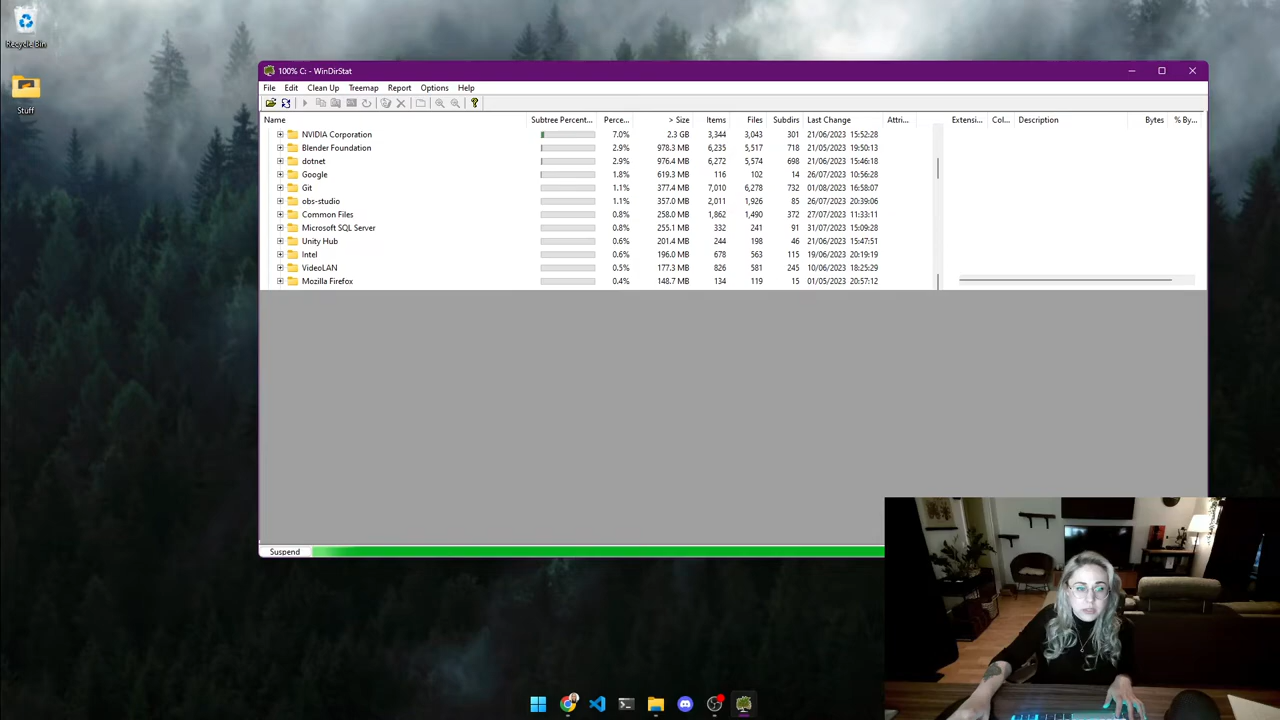 Recycle Bin
Stuff
100% C: - WinDirStat
File Edit Clean Up Treemap Report Options Help
Name Subtree Percent... Perce... > Size Items Files Subdirs Last Change Attri... Extensi... Col... Description Bytes % By...
NVIDIA Corporation 7.0% 2.3 GB 3,344 3,043 301 21/06/2023 15:52:28
Blender Foundation 2.9% 978.3 MB 6,235 5,517 718 21/05/2023 19:50:13
dotnet 2.9% 976.4 MB 6,272 5,574 698 21/06/2023 15:46:18
Google 1.8% 619.3 MB 116 102 14 26/07/2023 10:56:28
Git 1.1% 377.4 MB 7,010 6,278 732 01/08/2023 16:58:07
obs-studio 1.1% 357.0 MB 2,011 1,926 85 26/07/2023 20:39:06
Common Files 0.8% 258.0 MB 1,862 1,490 372 27/07/2023 11:33:11
Microsoft SQL Server 0.8% 255.1 MB 332 241 91 31/07/2023 15:09:28
Unity Hub 0.6% 201.4 MB 244 198 46 21/06/2023 15:47:51
Intel 0.6% 196.0 MB 678 563 115 19/06/2023 20:19:19
VideoLAN 0.5% 177.3 MB 826 581 245 10/06/2023 18:25:29
Mozilla Firefox 0.4% 148.7 MB 134 119 15 01/05/2023 20:57:12
Suspend